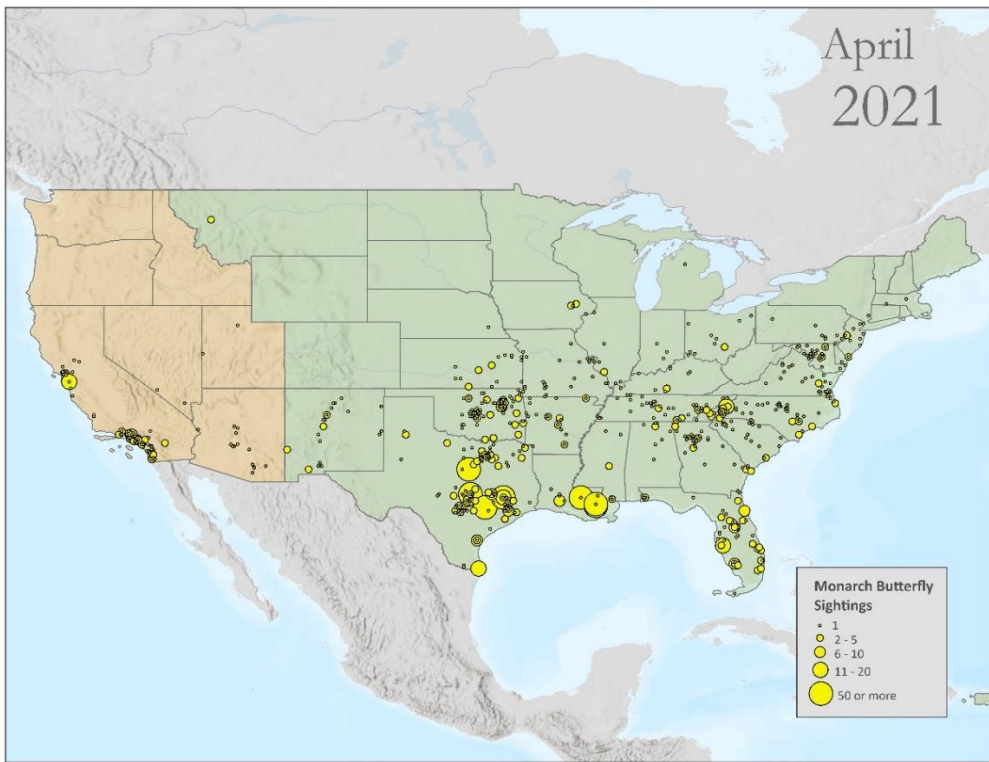 April
2021
Monarch Butterfly
Sightings
1
2 - 5
6 - 10
11 - 20
50 or more